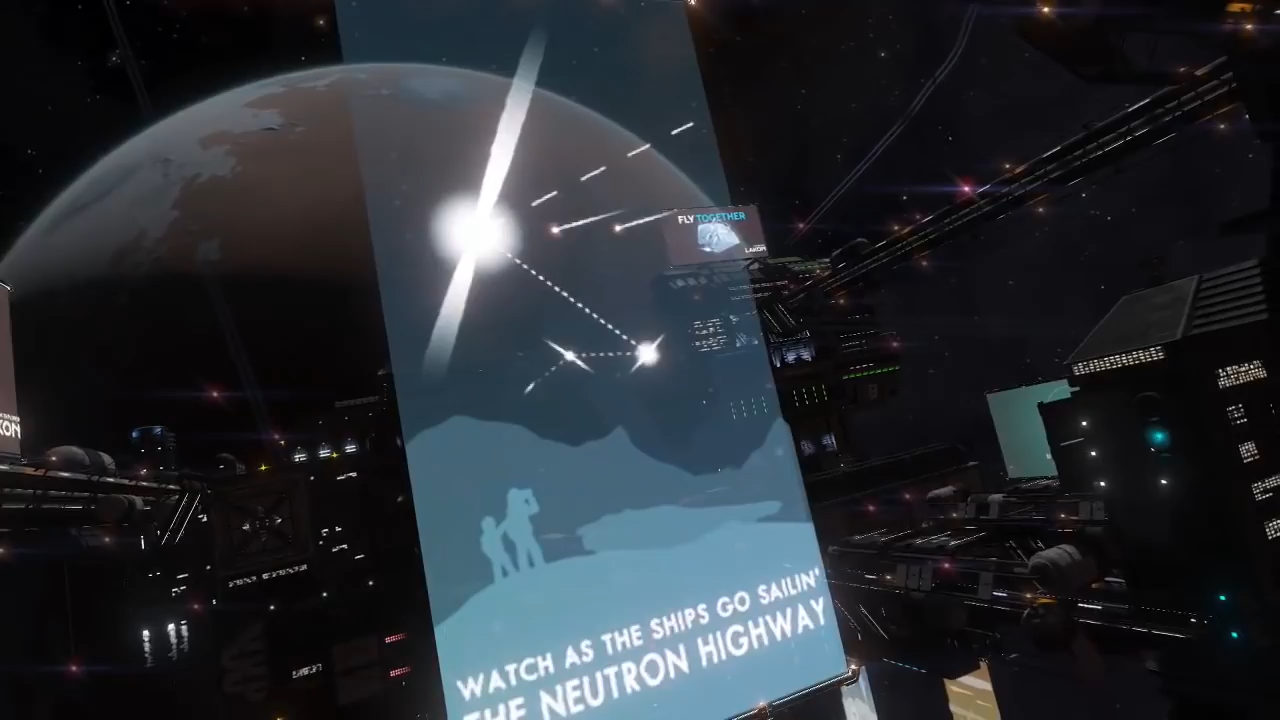 FLY TOGETHER
LAKON
WATCH AS THE SHIPS GO SAILIN'
THE NEUTRON HIGHWAY